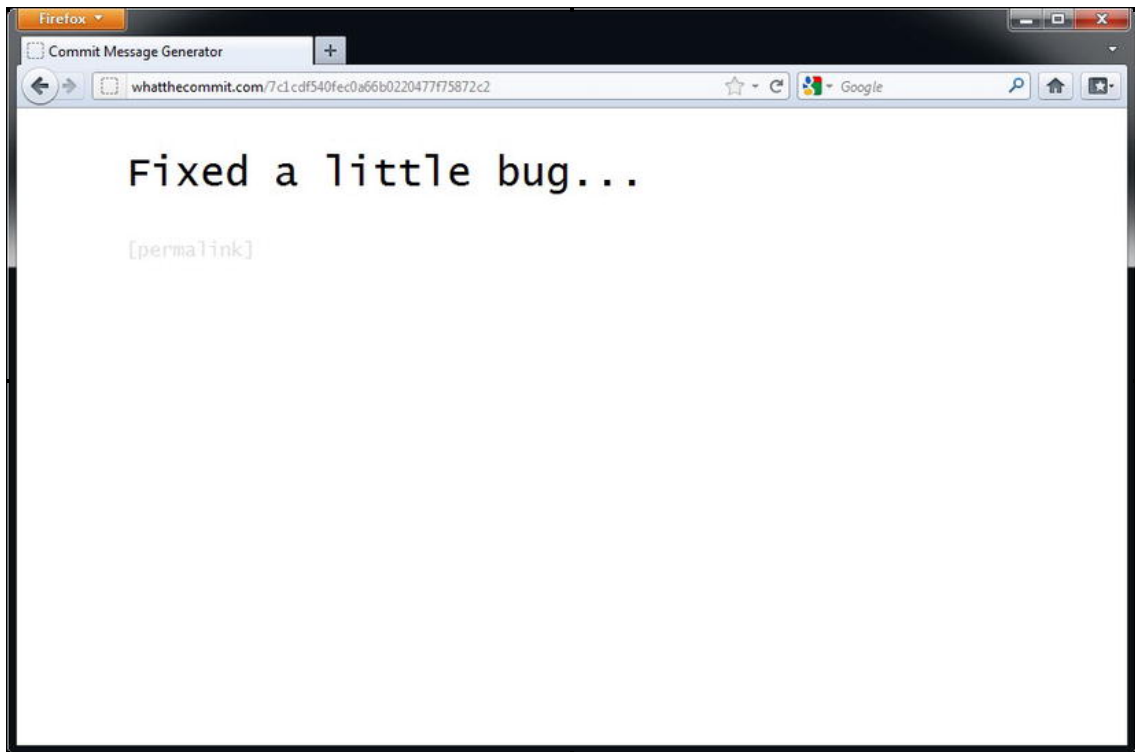 Firefox
Commit Message Generator
whatthecommit.com/7c1cdf540fec0a66b0220477f75872c2
Google
Fixed a little bug...
[permalink]